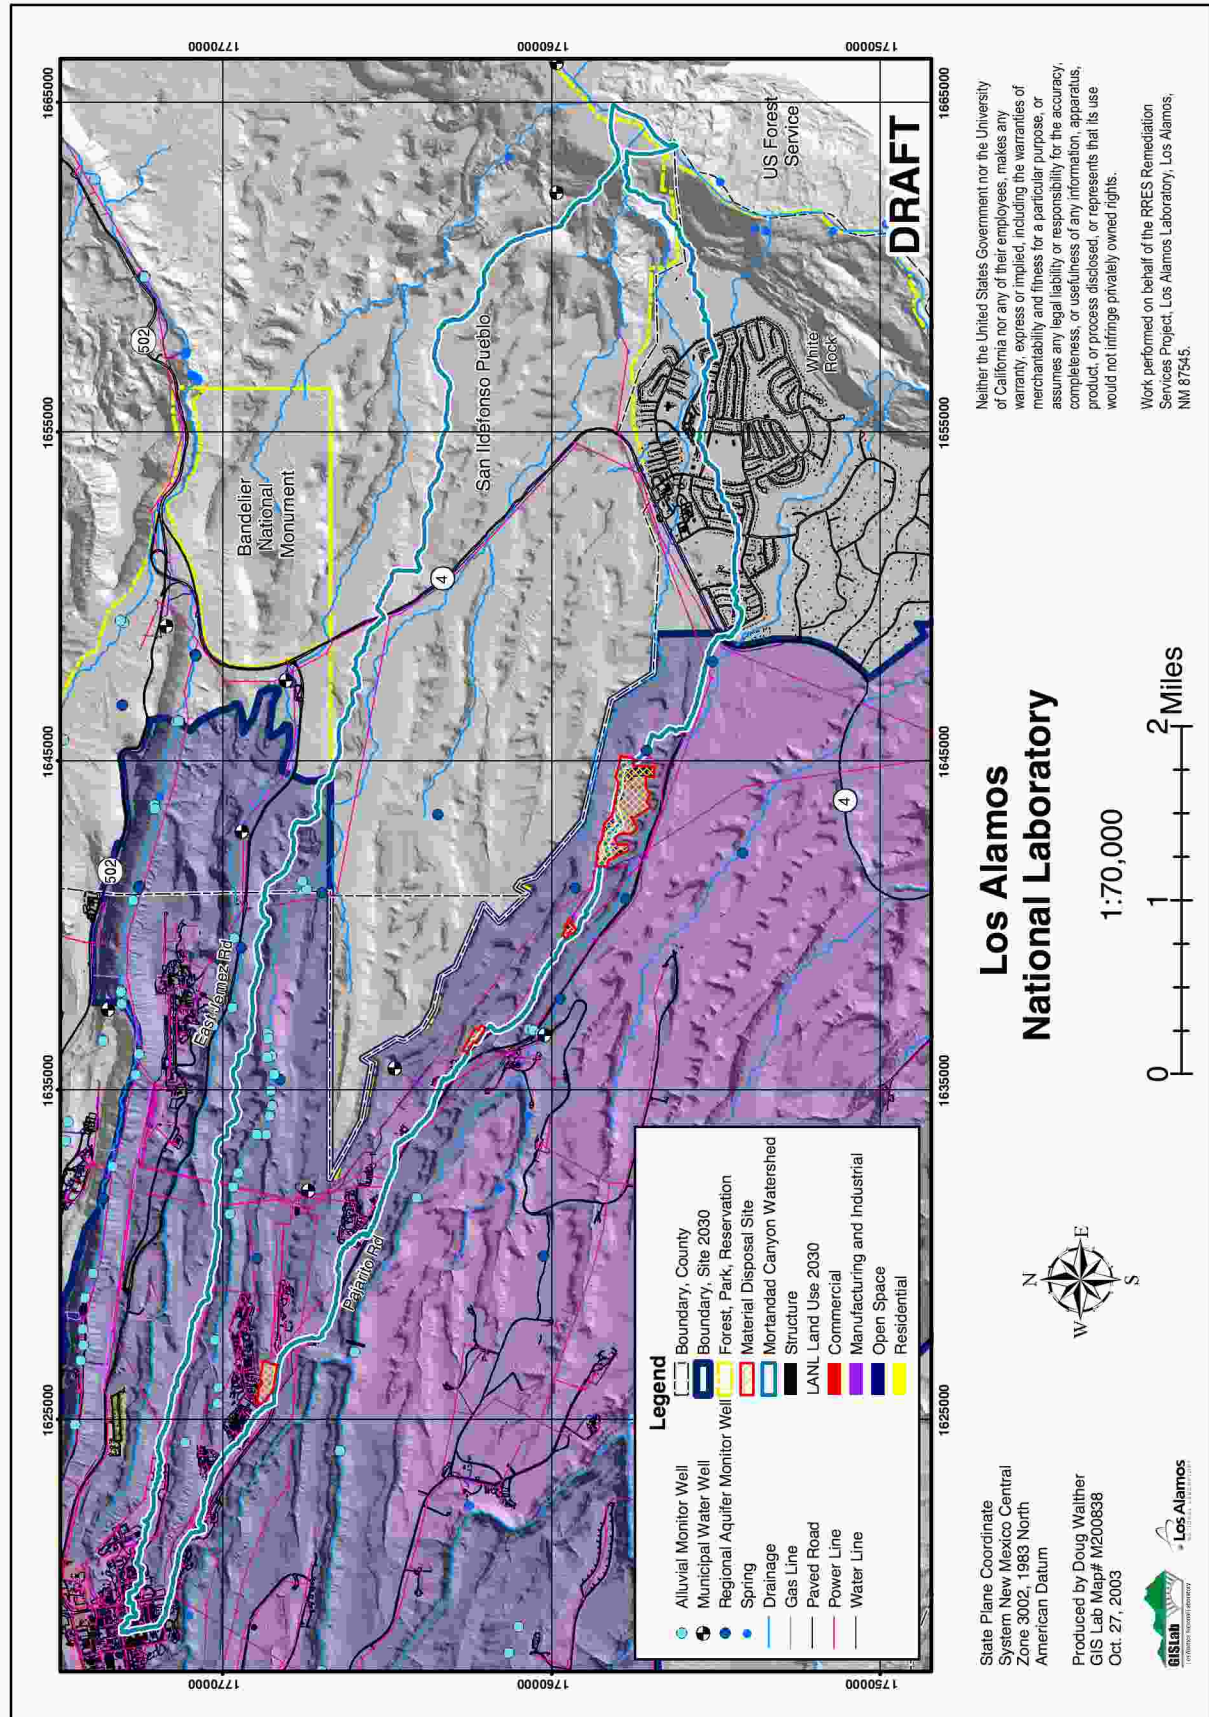 1770000
1760000
1750000
1665000
1665000
1655000
1655000
1645000
1645000
1635000
1635000
1625000
1625000
1770000
1760000
1750000
502
502
4
4
Bandelier
National
Monument
San Ildefonso Pueblo
US Forest
Service
White
Rock
East Jemez Rd
Pajarito Rd
DRAFT
Legend
Alluvial Monitor Well
Municipal Water Well
Regional Aquifer Monitor Well
Spring
Drainage
Gas Line
Paved Road
Power Line
Water Line
Boundary, County
Boundary, Site 2030
Forest, Park, Reservation
Material Disposal Site
Mortandad Canyon Watershed
Structure
LANL Land Use 2030
Commercial
Manufacturing and Industrial
Open Space
Residential
State Plane Coordinate
System New Mexico Central
Zone 3002, 1983 North
American Datum
Produced by Doug Walther
GIS Lab Map# M200838
Oct. 27, 2003
GISLab
Los Alamos
N
W
E
S
Los Alamos
National Laboratory
1:70,000
0
1
2
Miles
Neither the United States Government nor the University
of California nor any of their employees, makes any
warranty, express or implied, including the warranties of
merchantability and fitness for a particular purpose, or
assumes any legal liability or responsibility for the accuracy,
completeness, or usefulness of any information, apparatus,
product, or process disclosed, or represents that its use
would not infringe privately owned rights.
Work performed on behalf of the RRES Remediation
Services Project, Los Alamos Laboratory, Los Alamos,
NM 87545.